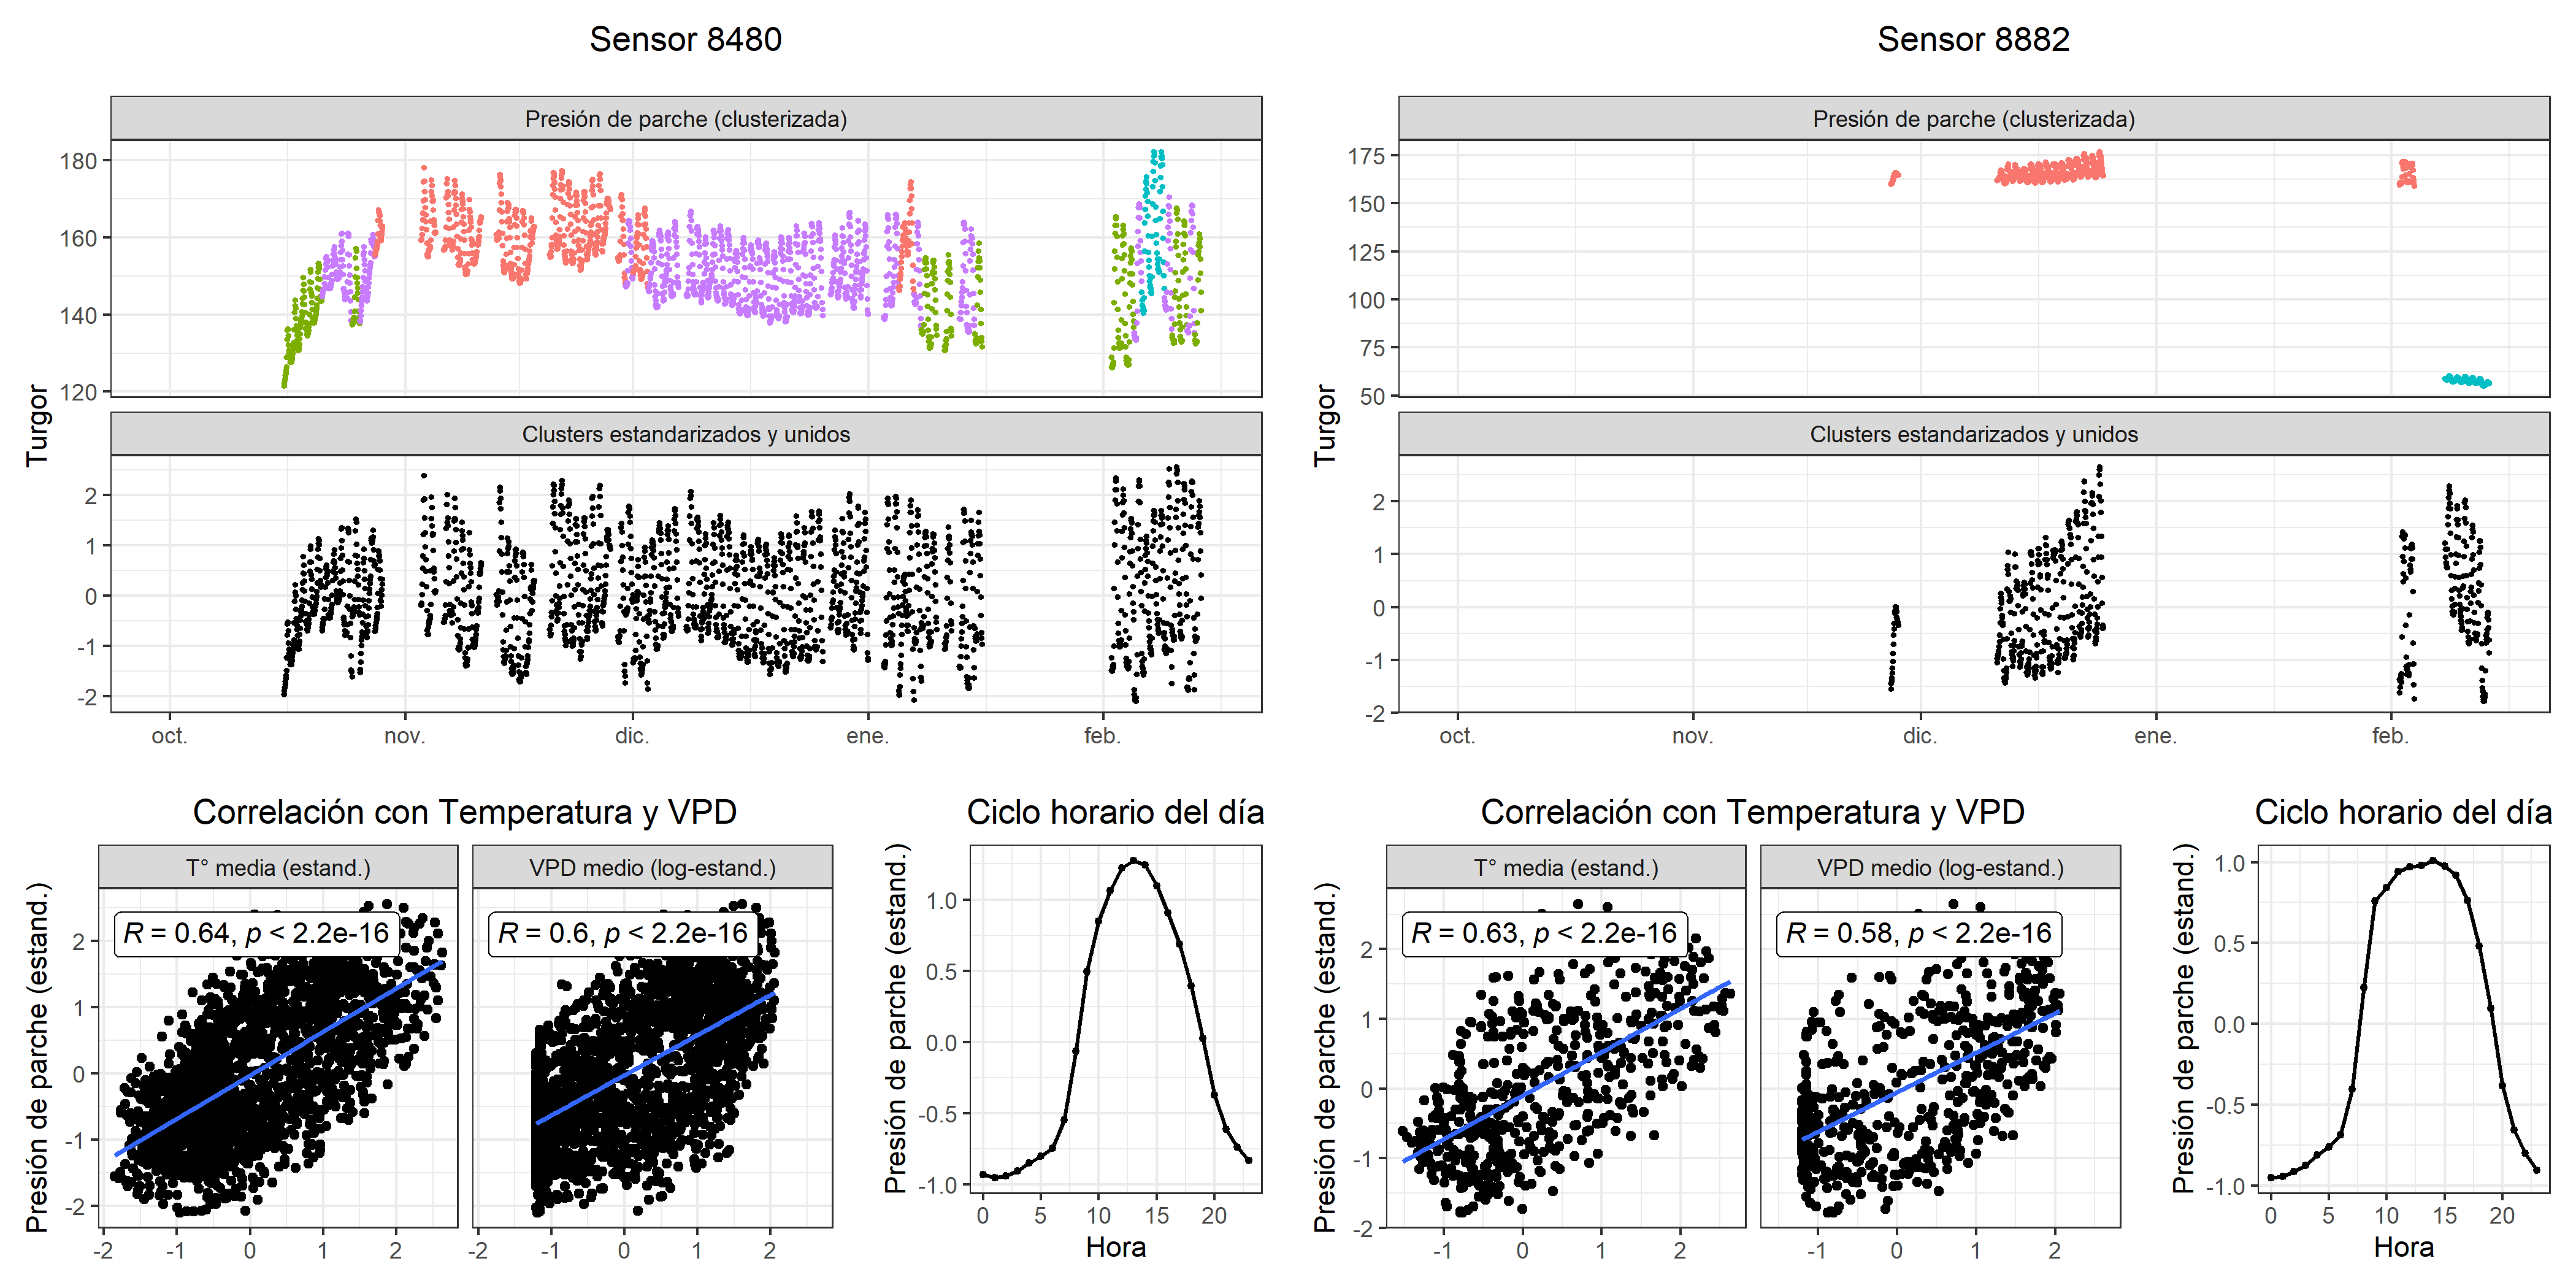 Sensor 8480
Presión de parche (clusterizada)
180
160
140
120
Turgor
Clusters estandarizados y unidos
2
1
0
-1
-2
oct.
nov.
dic.
ene.
feb.
Correlación con Temperatura y VPD
T° media (estand.)
VPD medio (log-estand.)
Presión de parche (estand.)
R = 0.64, p < 2.2e-16
R = 0.6, p < 2.2e-16
2
1
0
-1
-2
-2 -1 0 1 2
-2 -1 0 1 2
Ciclo horario del día
Presión de parche (estand.)
1.0
0.5
0.0
-0.5
-1.0
0 5 10 15 20
Hora
Sensor 8882
Presión de parche (clusterizada)
175
150
125
100
75
50
Turgor
Clusters estandarizados y unidos
2
1
0
-1
-2
oct.
nov.
dic.
ene.
feb.
Correlación con Temperatura y VPD
T° media (estand.)
VPD medio (log-estand.)
Presión de parche (estand.)
R = 0.63, p < 2.2e-16
R = 0.58, p < 2.2e-16
2
1
0
-1
-2
-1 0 1 2
-1 0 1 2
Ciclo horario del día
Presión de parche (estand.)
1.0
0.5
0.0
-0.5
-1.0
0 5 10 15 20
Hora